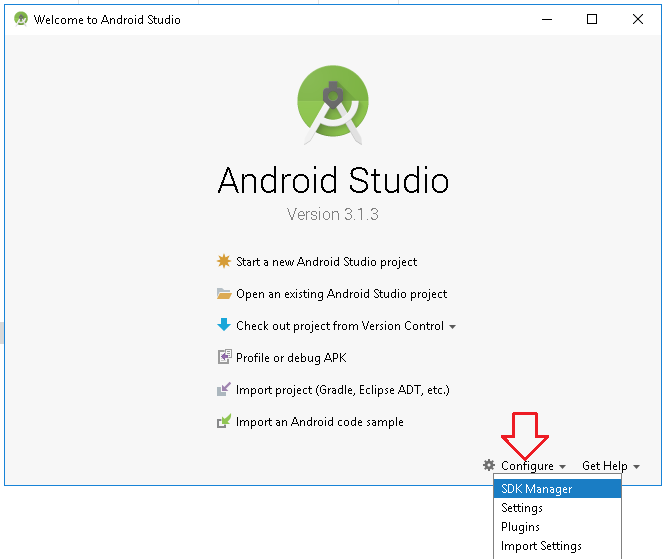 Welcome to Android Studio
Android Studio
Version 3.1.3
Start a new Android Studio project
Open an existing Android Studio project
Check out project from Version Control
Profile or debug APK
Import project (Gradle, Eclipse ADT, etc.)
Import an Android code sample
Configure Get Help
SDK Manager
Settings
Plugins
Import Settings